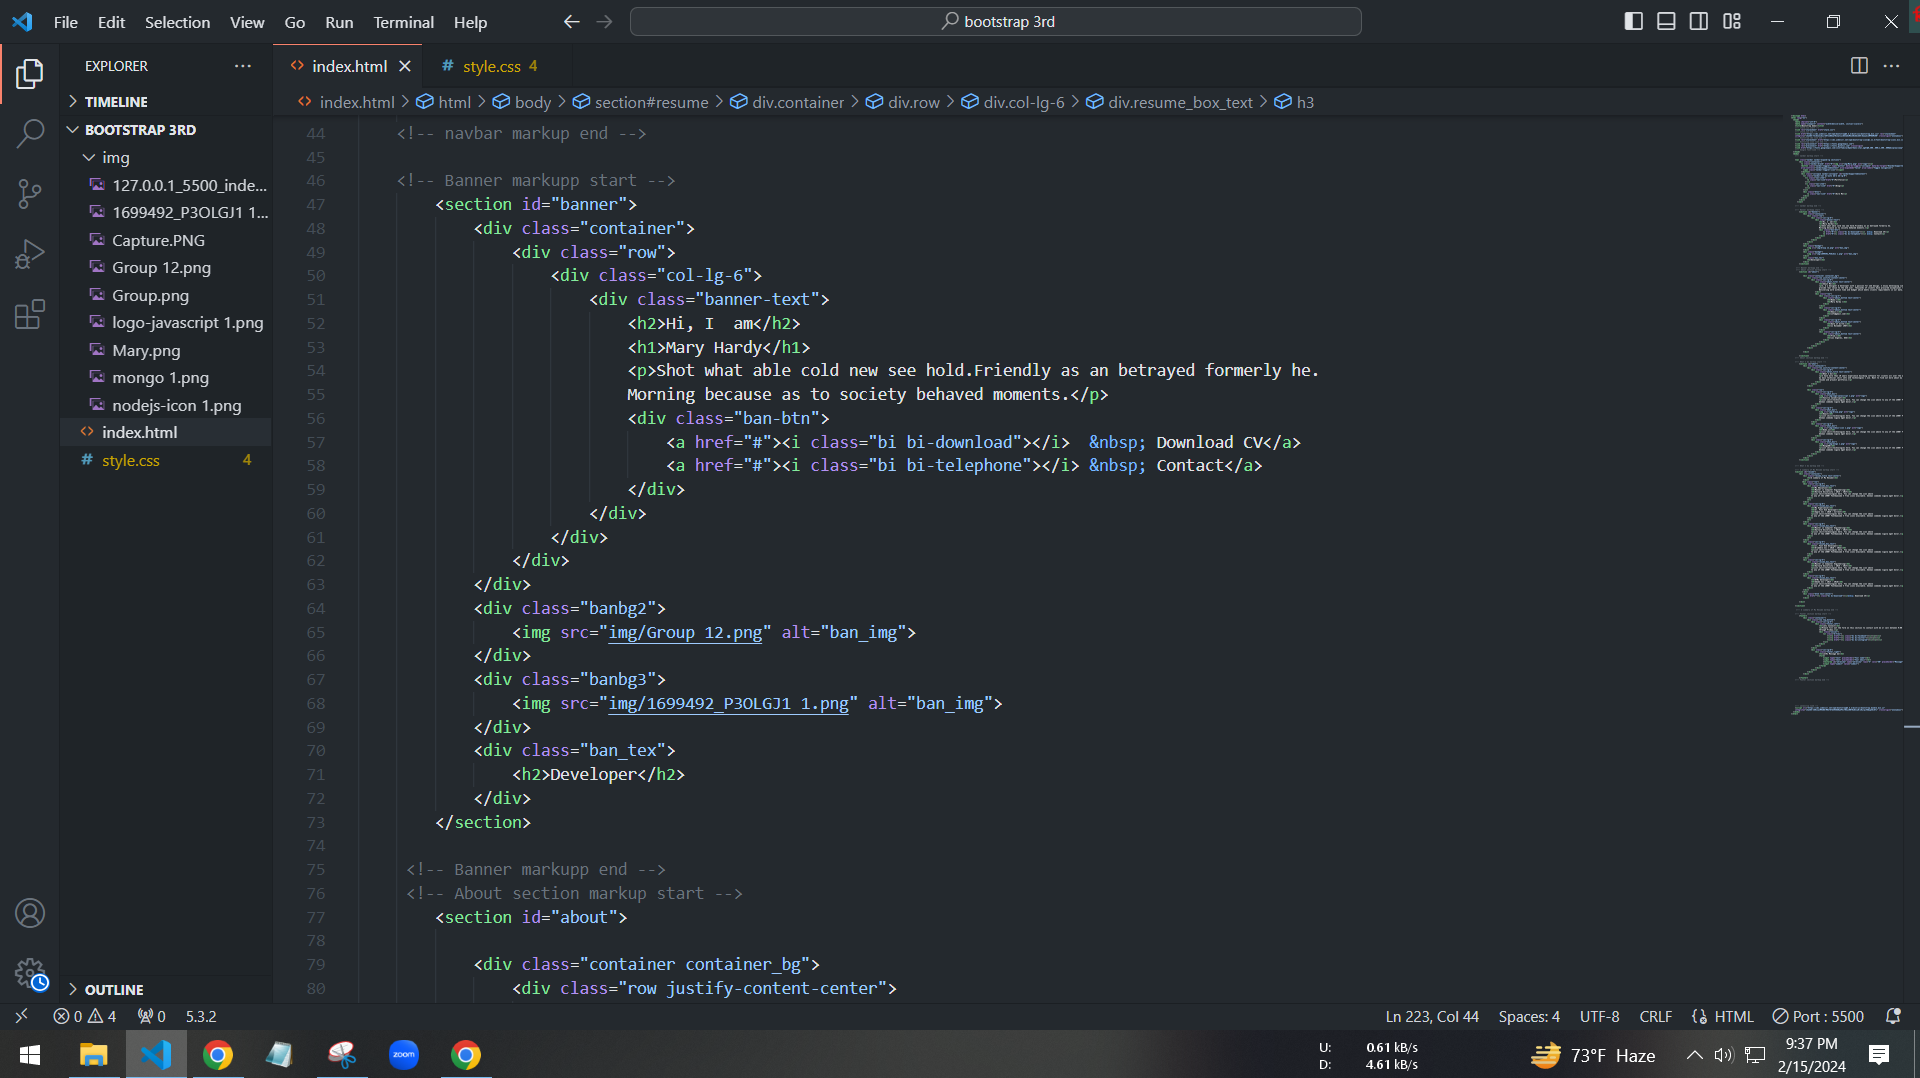 File Edit Selection View Go Run Terminal Help
bootstrap 3rd
EXPLORER
TIMELINE
BOOTSTRAP 3RD
img
127.0.0.1_5500_inde...
1699492_P3OLGJ1 1...
Capture.PNG
Group 12.png
Group.png
logo-javascript 1.png
Mary.png
mongo 1.png
nodejs-icon 1.png
index.html
style.css 4
OUTLINE
index.html
style.css 4
index.html > html > body > section#resume > div.container > div.row > div.col-lg-6 > div.resume_box_text > h3
44 <!-- navbar markup end -->
45
46 <!-- Banner markupp start -->
47 <section id="banner">
48 <div class="container">
49 <div class="row">
50 <div class="col-lg-6">
51 <div class="banner-text">
52 <h2>Hi, I  am</h2>
53 <h1>Mary Hardy</h1>
54 <p>Shot what able cold new see hold.Friendly as an betrayed formerly he.
55 Morning because as to society behaved moments.</p>
56 <div class="ban-btn">
57 <a href="#"><i class="bi bi-download"></i>  &nbsp; Download CV</a>
58 <a href="#"><i class="bi bi-telephone"></i> &nbsp; Contact</a>
59 </div>
60 </div>
61 </div>
62 </div>
63 </div>
64 <div class="banbg2">
65 <img src="img/Group 12.png" alt="ban_img">
66 </div>
67 <div class="banbg3">
68 <img src="img/1699492_P3OLGJ1 1.png" alt="ban_img">
69 </div>
70 <div class="ban_tex">
71 <h2>Developer</h2>
72 </div>
73 </section>
74
75 <!-- Banner markupp end -->
76 <!-- About section markup start -->
77 <section id="about">
78
79 <div class="container container_bg">
80 <div class="row justify-content-center">
0 4 0 5.3.2
Ln 223, Col 44 Spaces: 4 UTF-8 CRLF HTML Port : 5500
zoom
U: 0.61 kB/s
D: 4.61 kB/s
73°F Haze
9:37 PM
2/15/2024